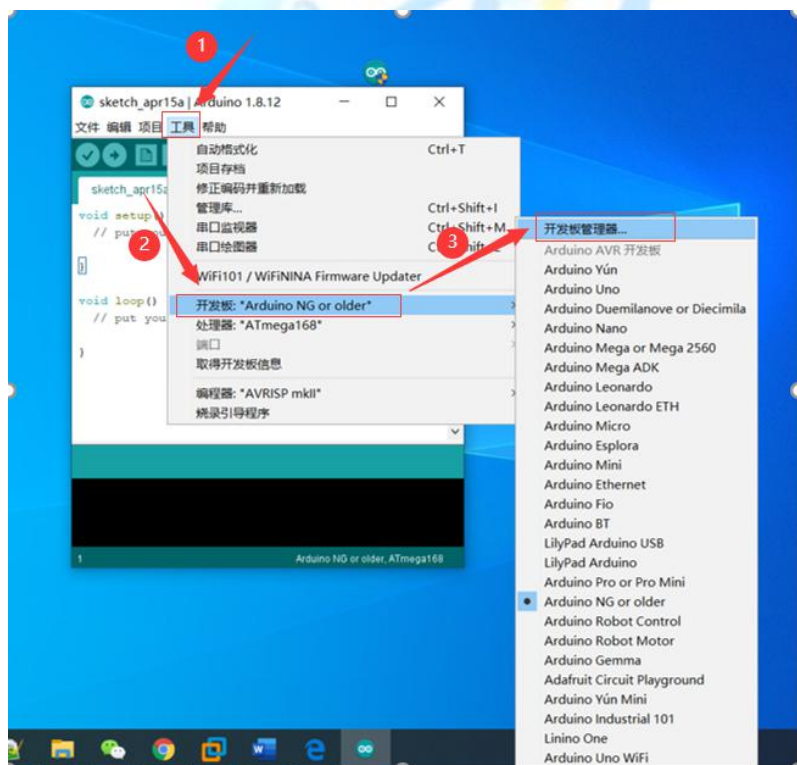 1
sketch_apr15a | Arduino 1.8.12
文件 编辑 项目 工具 帮助
sketch_apr15a
void setup()
// put you
}
void loop()
// put you
}
2
自动格式化 Ctrl+T
项目存档
修正编码并重新加载
管理库... Ctrl+Shift+I
串口监视器 Ctrl+Shift+M
串口绘图器
WiFi101 / WiFiNINA Firmware Updater
开发板: "Arduino NG or older"
处理器: "ATmega168"
端口
取得开发板信息
编程器: "AVRISP mkII"
烧录引导程序
3
开发板管理器...
Arduino AVR 开发板
Arduino Yún
Arduino Uno
Arduino Duemilanove or Diecimila
Arduino Nano
Arduino Mega or Mega 2560
Arduino Mega ADK
Arduino Leonardo
Arduino Leonardo ETH
Arduino Micro
Arduino Esplora
Arduino Mini
Arduino Ethernet
Arduino Fio
Arduino BT
LilyPad Arduino USB
LilyPad Arduino
Arduino Pro or Pro Mini
Arduino NG or older
Arduino Robot Control
Arduino Robot Motor
Arduino Gemma
Adafruit Circuit Playground
Arduino Yún Mini
Arduino Industrial 101
Linino One
Arduino Uno WiFi
1 Arduino NG or older, ATmega168